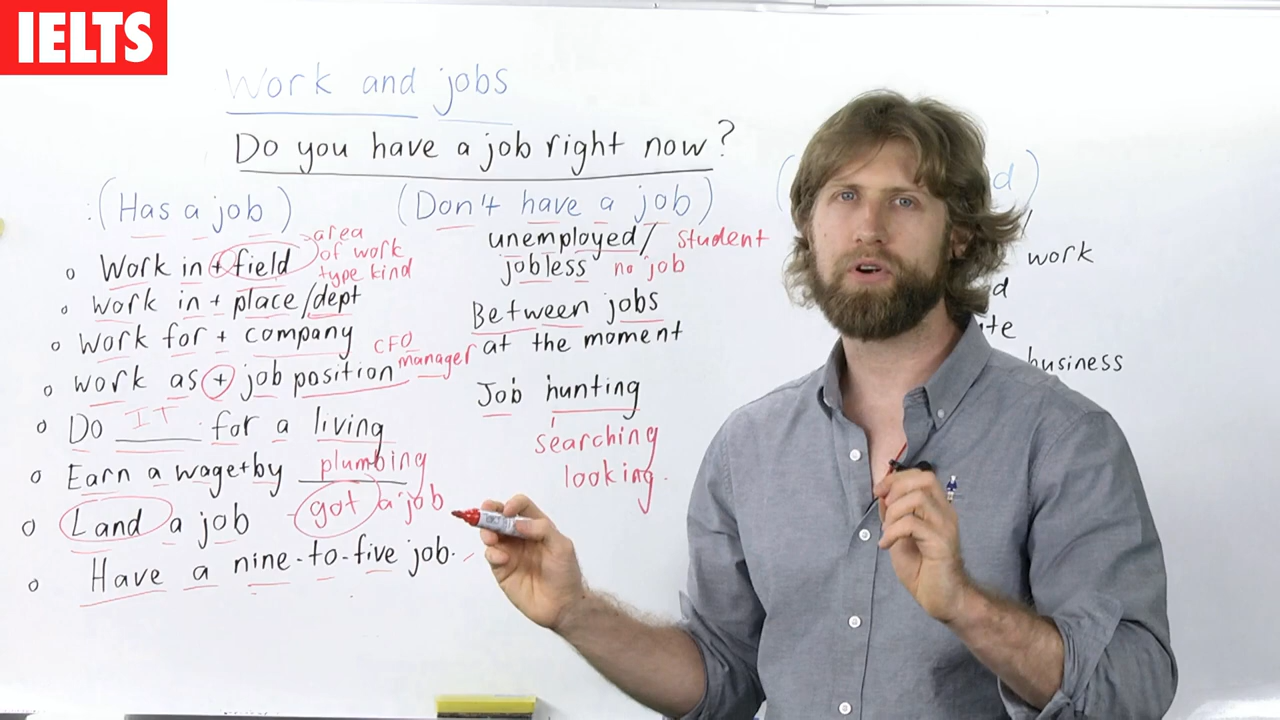 IELTS
Work and jobs
Do you have a job right now?
(Has a job)
Work in + field
area
of work
type kind
work in + place/dept
Work for + company
work as + job position
CFO
manager
Do IT for a living
Earn a wage+by plumbing
Land a job - got a job
Have a nine-to-five job.
(Don't have a job)
unemployed/ student
jobless no job
Between jobs
at the moment
Job hunting
searching
looking.
work
business